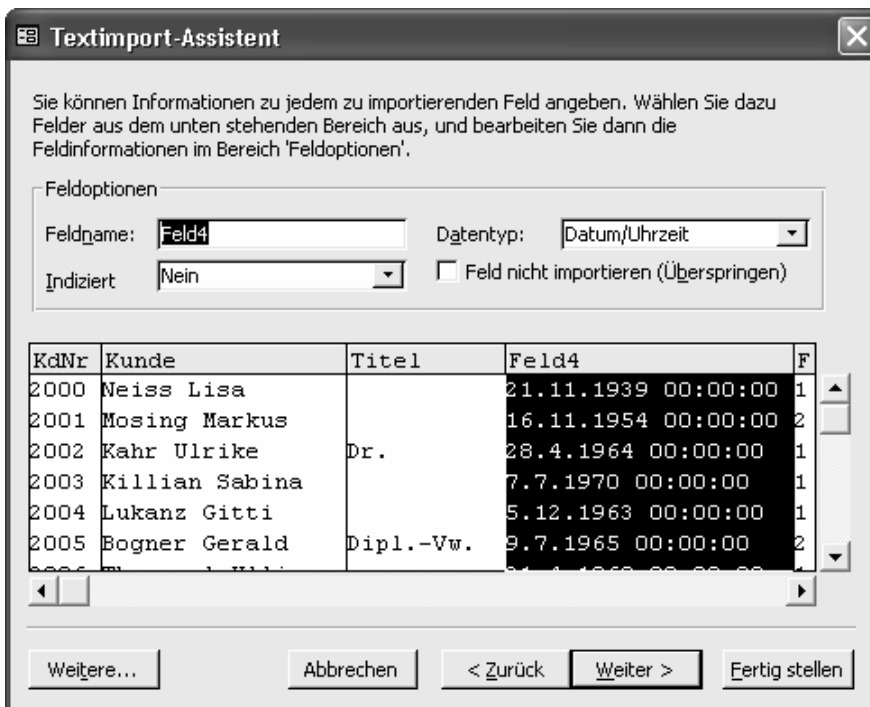 Textimport-Assistent
Sie können Informationen zu jedem zu importierenden Feld angeben. Wählen Sie dazu
Felder aus dem unten stehenden Bereich aus, und bearbeiten Sie dann die
Feldinformationen im Bereich 'Feldoptionen'.
Feldoptionen
Feldname: Feld4 Datentyp: Datum/Uhrzeit
Indiziert Nein Feld nicht importieren (Überspringen)
KdNr Kunde Titel Feld4 F
2000 Neiss Lisa 21.11.1939 00:00:00 1
2001 Mosing Markus 16.11.1954 00:00:00 2
2002 Kahr Ulrike Dr. 28.4.1964 00:00:00 1
2003 Killian Sabina 7.7.1970 00:00:00 1
2004 Lukanz Gitti 5.12.1963 00:00:00 1
2005 Bogner Gerald Dipl.-Vw. 9.7.1965 00:00:00 2
Weitere... Abbrechen < Zurück Weiter > Fertig stellen